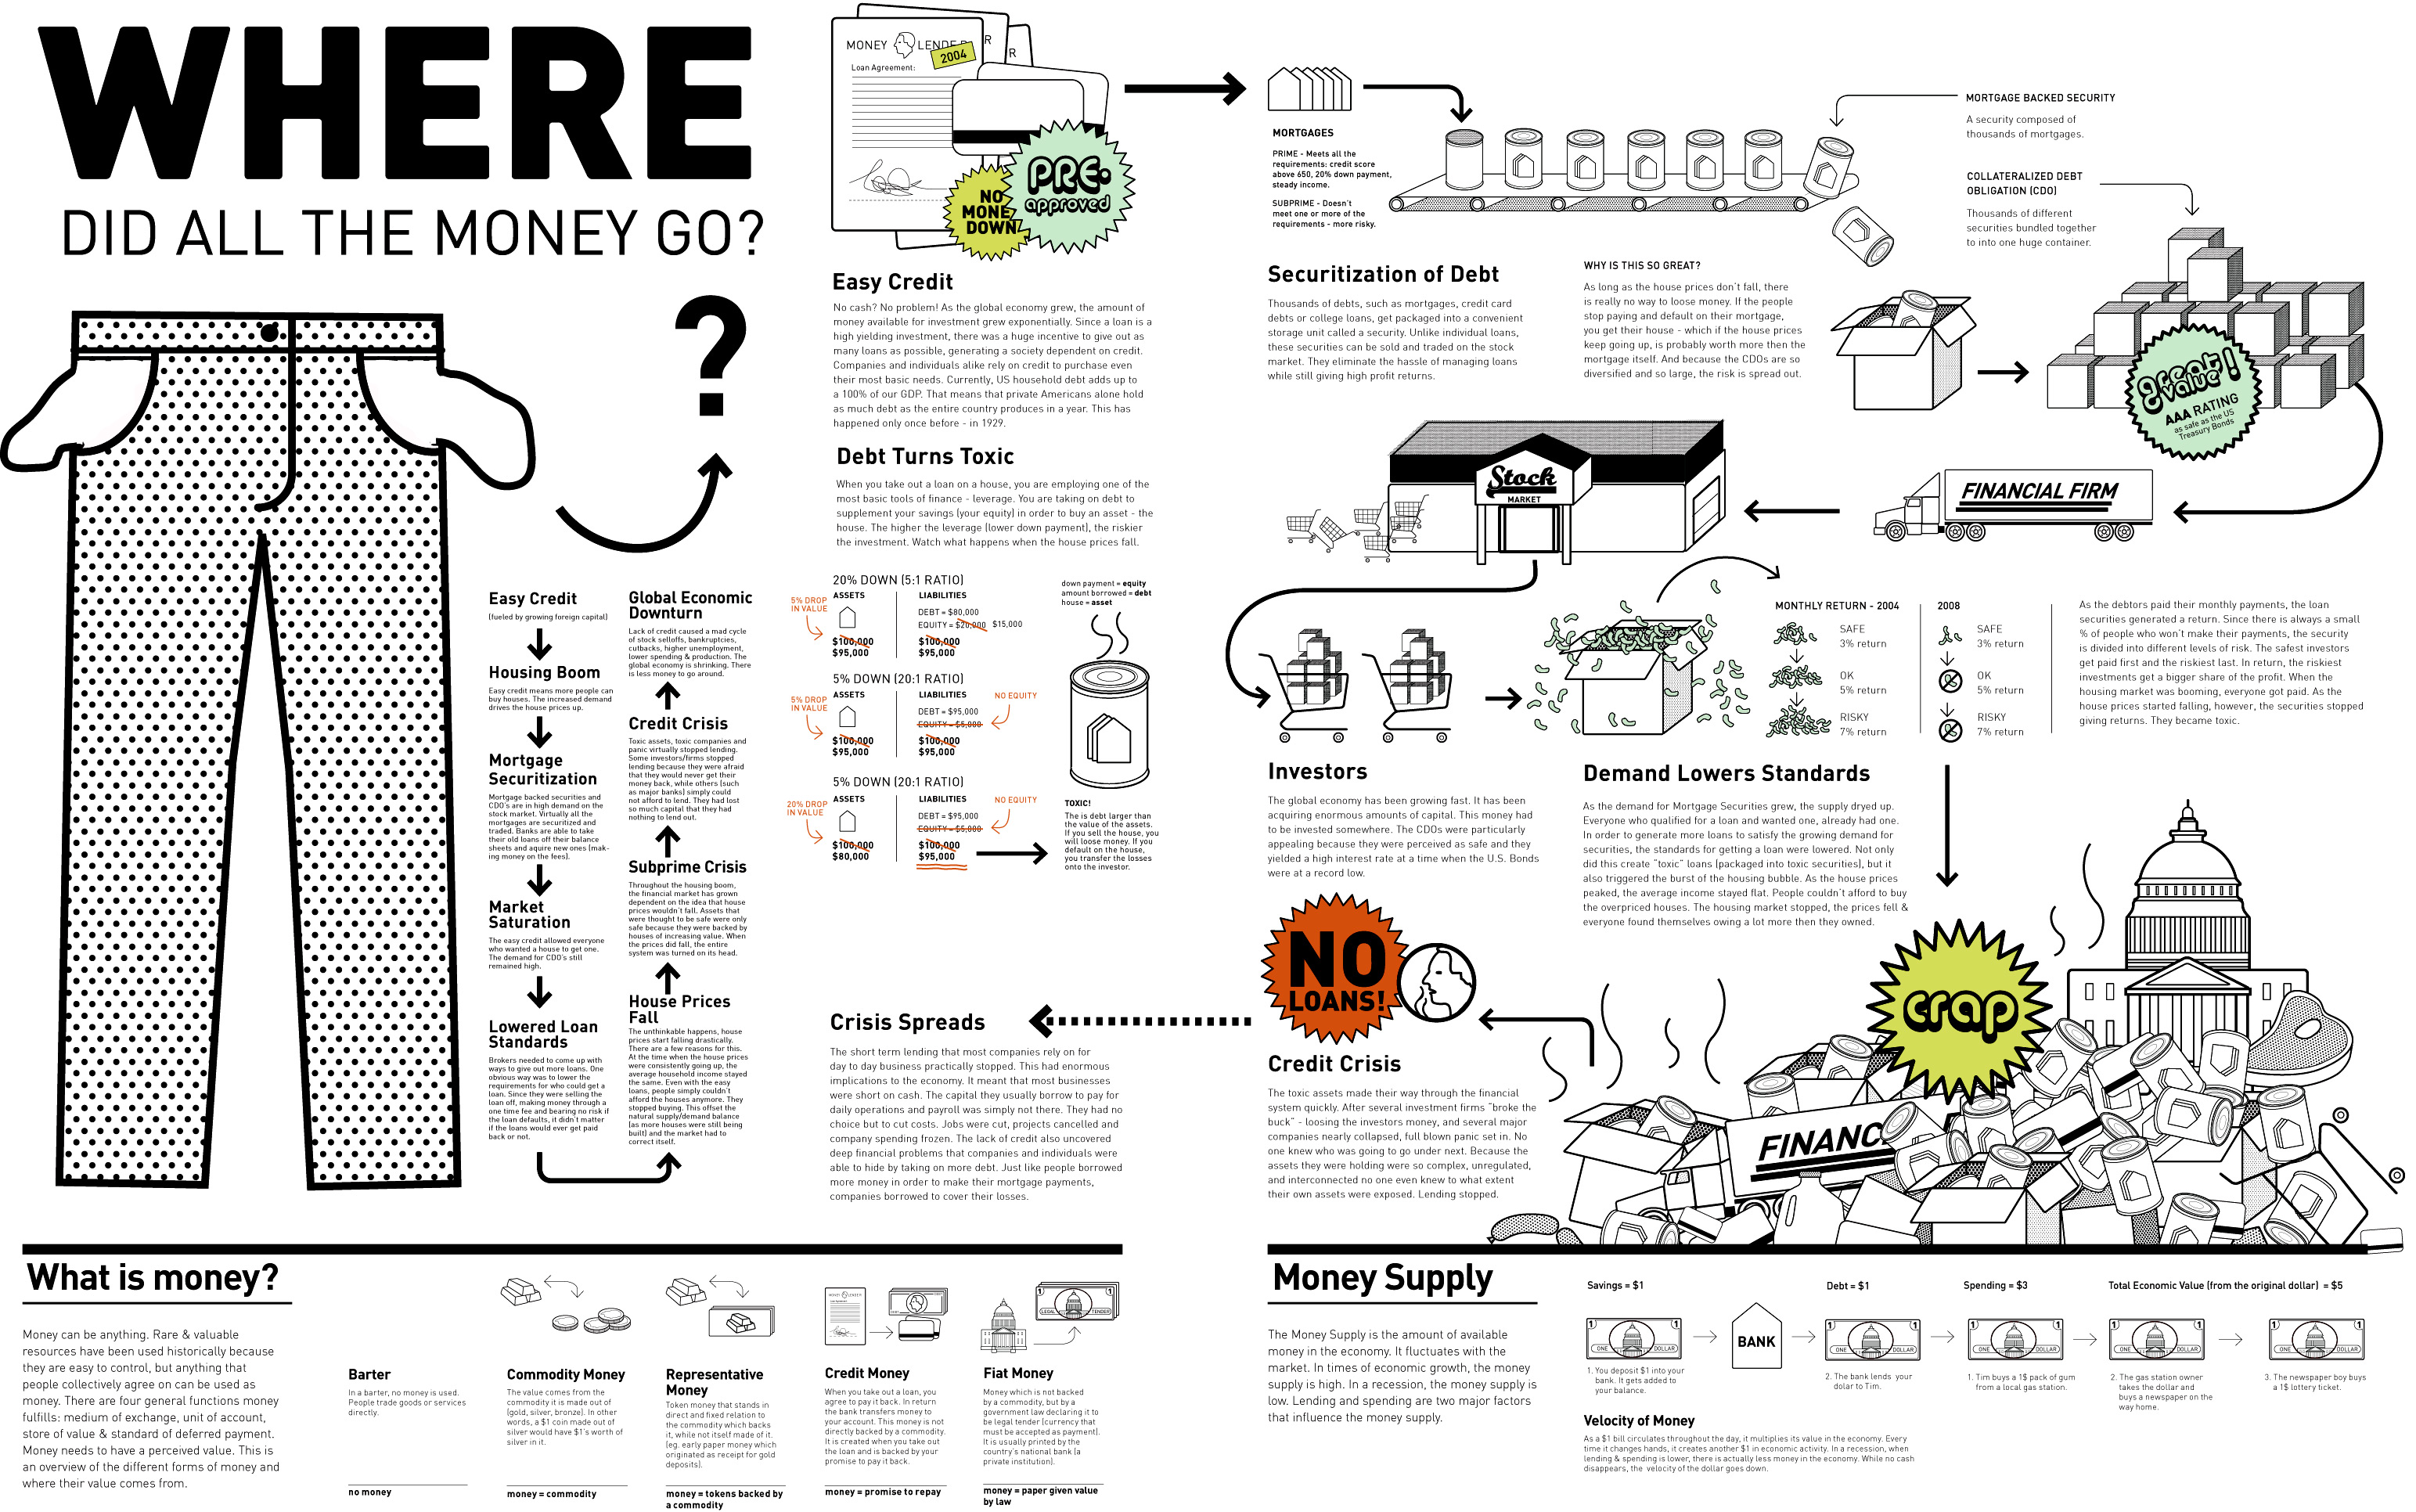 WHERE
DID ALL THE MONEY GO?
?
Easy Credit
(fueled by growing foreign capital)
Housing Boom
Easy credit means more people can
buy houses. The increased demand
drives the house prices up.
Mortgage
Securitization
Mortgage backed securities and
CDO's are in high demand on the
stock market. Virtually all the
mortgages are securitized and
traded. Banks are able to take
their old loans off their balance
sheets and aquire new ones (mak-
ing money on the fees).
Market
Saturation
The easy credit allowed everyone
who wanted a house to get one.
The demand for CDO's still
remained high.
Lowered Loan
Standards
Brokers needed to come up with
ways to give out more loans. One
obvious way was to lower the
requirements for who could get a
loan. Since they were selling the
loan off, making money through a
one time fee and bearing no risk if
the loan defaults, it didn't matter
if the loans would ever get paid
back or not.
Global Economic
Downturn
Lack of credit caused a mad cycle
of stock selloffs, bankruptcies,
cutbacks, higher unemployment,
lower spending & production. The
global economy is shrinking. There
is less money to go around.
Credit Crisis
Toxic assets, toxic companies and
panic virtually stopped lending.
Some investors/firms stopped
lending because they were afraid
that they would never get their
money back, while others (such
as major banks) simply could
not afford to lend. They had lost
so much capital that they had
nothing to lend out.
Subprime Crisis
Throughout the housing boom,
the financial market has grown
dependent on the idea that house
prices wouldn't fall. Assets that
were thought to be safe were only
safe because they were backed by
houses of increasing value. When
the prices did fall, the entire
system was turned on its head.
House Prices
Fall
The unthinkable happens, house
prices start falling drastically.
There are a few reasons for this.
At the time when the house prices
were consistently going up, the
average household income stayed
the same. Even with the easy
loans, people simply couldn't
afford the houses anymore. They
stopped buying. This offset the
natural supply/demand balance
(as more houses were still being
built) and the market had to
correct itself.
MONEY LENDER
R
R
2004
Loan Agreement:
NO
MONEY
DOWN
PRE-
approved
Easy Credit
No cash? No problem! As the global economy grew, the amount of
money available for investment grew exponentially. Since a loan is a
high yielding investment, there was a huge incentive to give out as
many loans as possible, generating a society dependent on credit.
Companies and individuals alike rely on credit to purchase even
their most basic needs. Currently, US household debt adds up to
a 100% of our GDP. That means that private Americans alone hold
as much debt as the entire country produces in a year. This has
happened only once before - in 1929.
Debt Turns Toxic
When you take out a loan on a house, you are employing one of the
most basic tools of finance - leverage. You are taking on debt to
supplement your savings (your equity) in order to buy an asset - the
house. The higher the leverage (lower down payment), the riskier
the investment. Watch what happens when the house prices fall.
20% DOWN (5:1 RATIO)
5% DROP
IN VALUE
ASSETS
$100,000
$95,000
LIABILITIES
DEBT = $80,000
EQUITY = $20,000 $15,000
$100,000
$95,000
5% DOWN (20:1 RATIO)
5% DROP
IN VALUE
ASSETS
$100,000
$95,000
LIABILITIES
NO EQUITY
DEBT = $95,000
EQUITY = $5,000
$100,000
$95,000
5% DOWN (20:1 RATIO)
20% DROP
IN VALUE
ASSETS
$100,000
$80,000
LIABILITIES
NO EQUITY
DEBT = $95,000
EQUITY = $5,000
$100,000
$95,000
down payment = equity
amount borrowed = debt
house = asset
TOXIC!
The is debt larger than
the value of the assets.
If you sell the house, you
will loose money. If you
default on the house,
you transfer the losses
onto the investor.
MORTGAGES
PRIME - Meets all the
requirements: credit score
above 650, 20% down payment,
steady income.
SUBPRIME - Doesn't
meet one or more of the
requirements - more risky.
MORTGAGE BACKED SECURITY
A security composed of
thousands of mortgages.
COLLATERALIZED DEBT
OBLIGATION (CDO)
Thousands of different
securities bundled together
to into one huge container.
Securitization of Debt
Thousands of debts, such as mortgages, credit card
debts or college loans, get packaged into a convenient
storage unit called a security. Unlike individual loans,
these securities can be sold and traded on the stock
market. They eliminate the hassle of managing loans
while still giving high profit returns.
WHY IS THIS SO GREAT?
As long as the house prices don't fall, there
is really no way to loose money. If the people
stop paying and default on their mortgage,
you get their house - which if the house prices
keep going up, is probably worth more then the
mortgage itself. And because the CDOs are so
diversified and so large, the risk is spread out.
great
value!
AAA RATING
as safe as the US
Treasury Bonds
FINANCIAL FIRM
Stock
MARKET
MONTHLY RETURN - 2004
SAFE
3% return
OK
5% return
RISKY
7% return
2008
SAFE
3% return
OK
5% return
RISKY
7% return
As the debtors paid their monthly payments, the loan
securities generated a return. Since there is always a small
% of people who won't make their payments, the security
is divided into different levels of risk. The safest investors
get paid first and the riskiest last. In return, the riskiest
investments get a bigger share of the profit. When the
housing market was booming, everyone got paid. As the
house prices started falling, however, the securities stopped
giving returns. They became toxic.
Investors
The global economy has been growing fast. It has been
acquiring enormous amounts of capital. This money had
to be invested somewhere. The CDOs were particularly
appealing because they were perceived as safe and they
yielded a high interest rate at a time when the U.S. Bonds
were at a record low.
Demand Lowers Standards
As the demand for Mortgage Securities grew, the supply dryed up.
Everyone who qualified for a loan and wanted one, already had one.
In order to generate more loans to satisfy the growing demand for
securities, the standards for getting a loan were lowered. Not only
did this create "toxic" loans (packaged into toxic securities), but it
also triggered the burst of the housing bubble. As the house prices
peaked, the average income stayed flat. People couldn't afford to buy
the overpriced houses. The housing market stopped, the prices fell &
everyone found themselves owing a lot more then they owned.
crap
FINANC
NO
LOANS!
Credit Crisis
The toxic assets made their way through the financial
system quickly. After several investment firms "broke the
buck" - loosing the investors money, and several major
companies nearly collapsed, full blown panic set in. No
one knew who was going to go under next. Because the
assets they were holding were so complex, unregulated,
and interconnected no one even knew to what extent
their own assets were exposed. Lending stopped.
Crisis Spreads
The short term lending that most companies rely on for
day to day business practically stopped. This had enormous
implications to the economy. It meant that most businesses
were short on cash. The capital they usually borrow to pay for
daily operations and payroll was simply not there. They had no
choice but to cut costs. Jobs were cut, projects cancelled and
company spending frozen. The lack of credit also uncovered
deep financial problems that companies and individuals were
able to hide by taking on more debt. Just like people borrowed
more money in order to make their mortgage payments,
companies borrowed to cover their losses.
What is money?
Money can be anything. Rare & valuable
resources have been used historically because
they are easy to control, but anything that
people collectively agree on can be used as
money. There are four general functions money
fulfills: medium of exchange, unit of account,
store of value & standard of deferred payment.
Money needs to have a perceived value. This is
an overview of the different forms of money and
where their value comes from.
Barter
In a barter, no money is used.
People trade goods or services
directly.
no money
Commodity Money
The value comes from the
commodity it is made out of
(gold, silver, bronze). In other
words, a $1 coin made out of
silver would have $1's worth of
silver in it.
money = commodity
Representative
Money
Token money that stands in
direct and fixed relation to
the commodity which backs
it, while not itself made of it.
(eg. early paper money which
originated as receipt for gold
deposits).
money = tokens backed by
a commodity
Credit Money
When you take out a loan, you
agree to pay it back. In return
the bank transfers money to
your account. This money is not
directly backed by a commodity.
It is created when you take out
the loan and is backed by your
promise to pay it back.
money = promise to repay
LEGAL TENDER
Fiat Money
Money which is not backed
by a commodity, but by a
government law declaring it to
be legal tender (currency that
must be accepted as payment).
It is usually printed by the
country's national bank (a
private institution).
money = paper given value
by law
Money Supply
The Money Supply is the amount of available
money in the economy. It fluctuates with the
market. In times of economic growth, the money
supply is high. In a recession, the money supply is
low. Lending and spending are two major factors
that influence the money supply.
Savings = $1
Debt = $1
Spending = $3
Total Economic Value (from the original dollar) = $5
1 1 ONE DOLLAR
BANK
1 1 ONE DOLLAR
1 1 ONE DOLLAR
1 1 ONE DOLLAR
1 1 ONE DOLLAR
1. You deposit $1 into your
bank. It gets added to
your balance.
2. The bank lends your
dolar to Tim.
1. Tim buys a 1$ pack of gum
from a local gas station.
2. The gas station owner
takes the dollar and
buys a newspaper on the
way home.
3. The newspaper boy buys
a 1$ lottery ticket.
Velocity of Money
As a $1 bill circulates throughout the day, it multiplies its value in the economy. Every
time it changes hands, it creates another $1 in economic activity. In a recession, when
lending & spending is lower, there is actually less money in the economy. While no cash
disappears, the velocity of the dollar goes down.